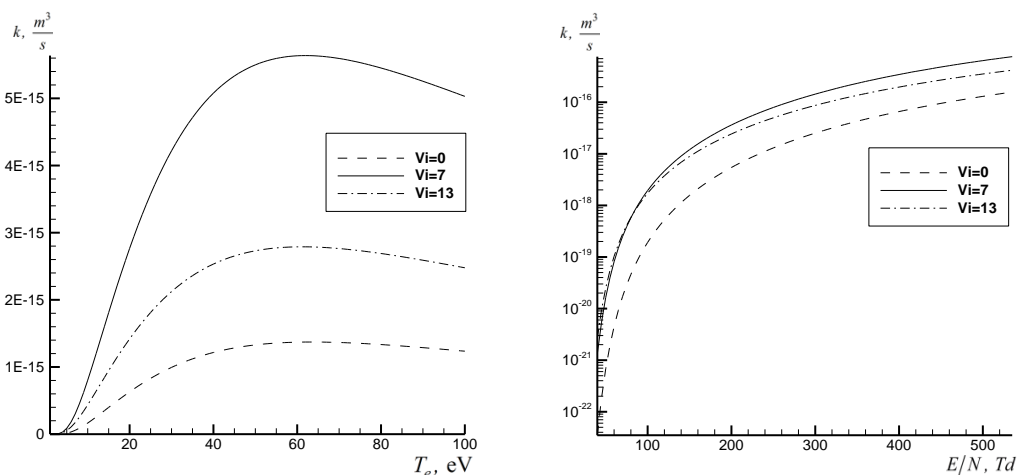 k, m³/s
5E-15
4E-15
3E-15
2E-15
1E-15
0
20 40 60 80 100
T_e, eV
Vi=0
Vi=7
Vi=13
k, m³/s
10⁻¹⁶
10⁻¹⁷
10⁻¹⁸
10⁻¹⁹
10⁻²⁰
10⁻²¹
10⁻²²
100 200 300 400 500
E/N, Td
Vi=0
Vi=7
Vi=13